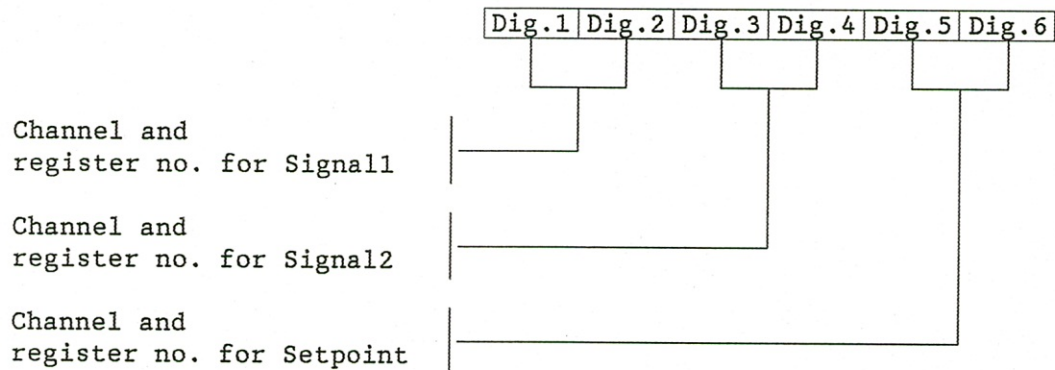 Dig.1 Dig.2 Dig.3 Dig.4 Dig.5 Dig.6
Channel and
register no. for Signal1
Channel and
register no. for Signal2
Channel and
register no. for Setpoint